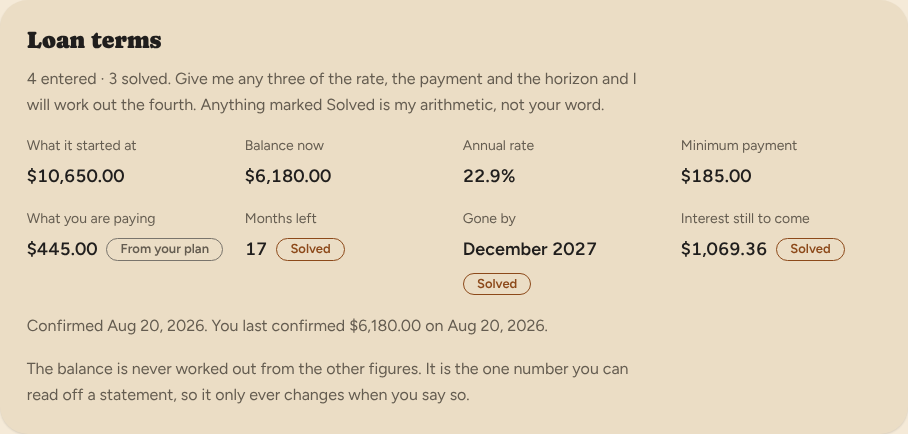 Loan terms
4 entered · 3 solved. Give me any three of the rate, the payment and the horizon and I
will work out the fourth. Anything marked Solved is my arithmetic, not your word.
What it started at
$10,650.00
Balance now
$6,180.00
Annual rate
22.9%
Minimum payment
$185.00
What you are paying
$445.00 From your plan
Months left
17 Solved
Gone by
December 2027
Solved
Interest still to come
$1,069.36 Solved
Confirmed Aug 20, 2026. You last confirmed $6,180.00 on Aug 20, 2026.
The balance is never worked out from the other figures. It is the one number you can
read off a statement, so it only ever changes when you say so.